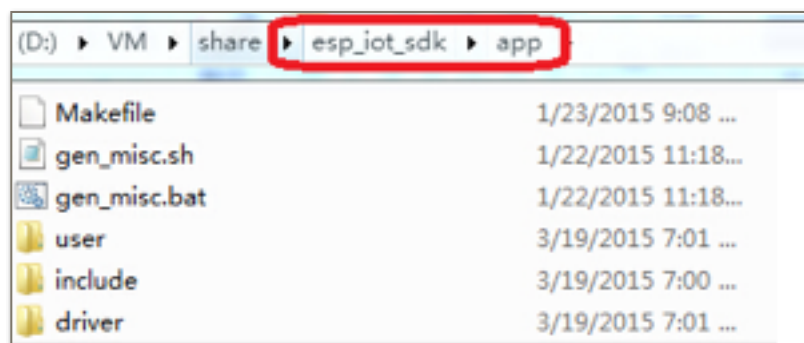 (D:) ▸ VM ▸ share ▸ esp_iot_sdk ▸ app
Makefile 1/23/2015 9:08 ...
gen_misc.sh 1/22/2015 11:18...
gen_misc.bat 1/22/2015 11:18...
user 3/19/2015 7:01 ...
include 3/19/2015 7:00 ...
driver 3/19/2015 7:01 ...